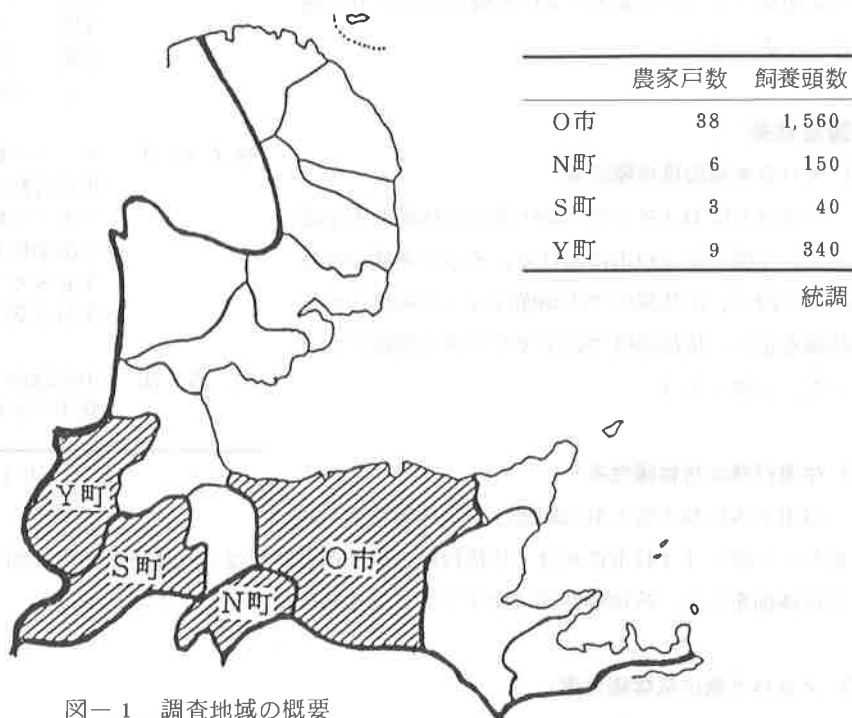 農家戸数 飼養頭数
O市 38 1,560
N町 6 150
S町 3 40
Y町 9 340
統調
Y町
S町
N町
O市
図－1 調査地域の概要